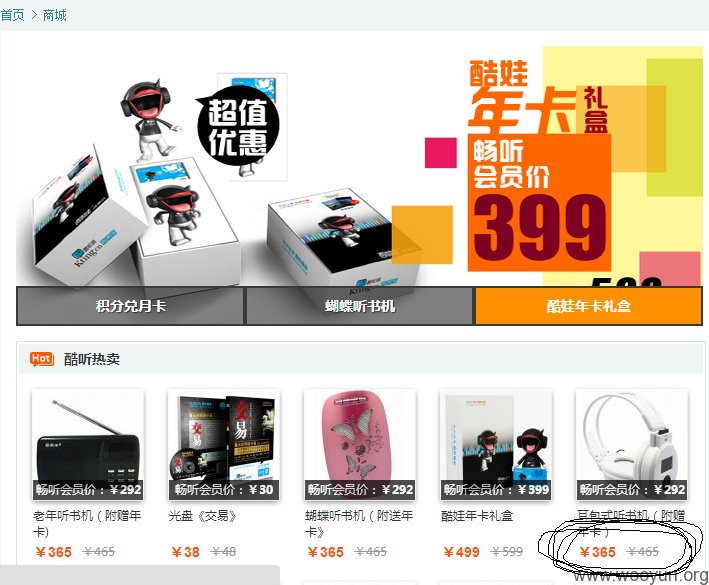 首页 > 商城
超值
优惠
酷娃
年卡礼盒
畅听
会员价
399
Kting.cn
积分兑月卡
蝴蝶听书机
酷娃年卡礼盒
Hot 酷听热卖
畅听会员价：￥292
畅听会员价：￥30
畅听会员价：￥292
畅听会员价：￥399
畅听会员价：￥292
老年听书机（附赠年卡）
￥365 ￥465
光盘《交易》
￥38 ￥48
蝴蝶听书机（附送年卡）
￥365 ￥465
酷娃年卡礼盒
￥499 ￥599
耳包式听书机（附赠年卡）
￥365 ￥465
www.wooyun.org